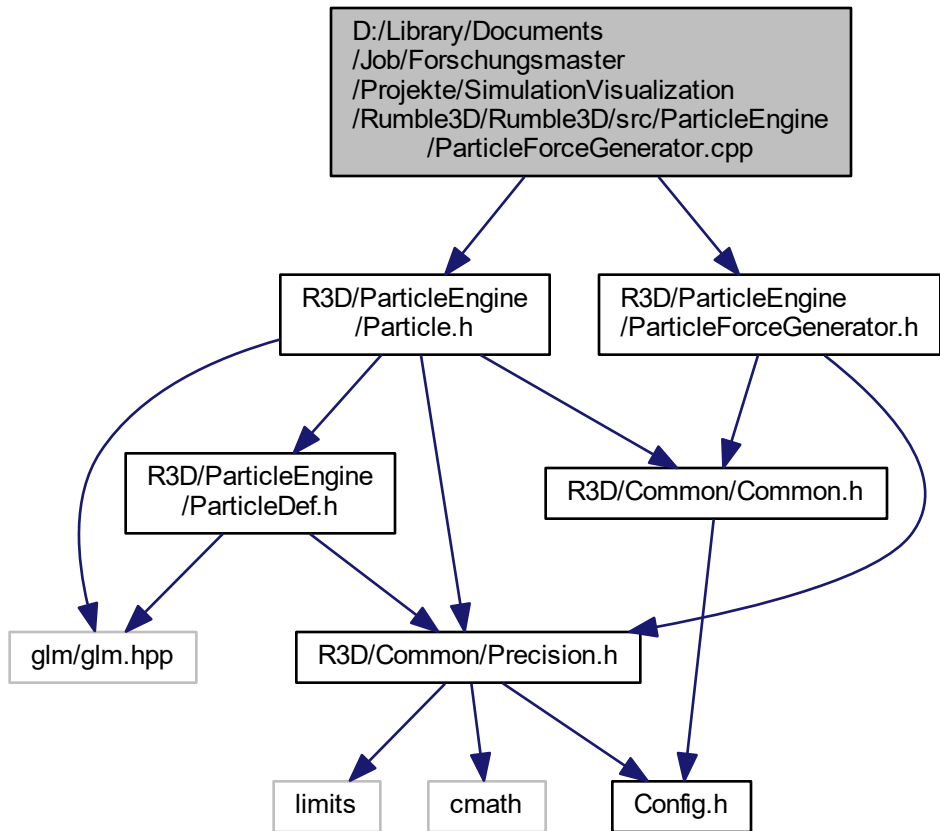 D:/Library/Documents
/Job/Forschungsmaster
/Projekte/SimulationVisualization
/Rumble3D/Rumble3D/src/ParticleEngine
/ParticleForceGenerator.cpp
R3D/ParticleEngine
/Particle.h
R3D/ParticleEngine
/ParticleForceGenerator.h
R3D/ParticleEngine
/ParticleDef.h
R3D/Common/Common.h
glm/glm.hpp
R3D/Common/Precision.h
limits
cmath
Config.h